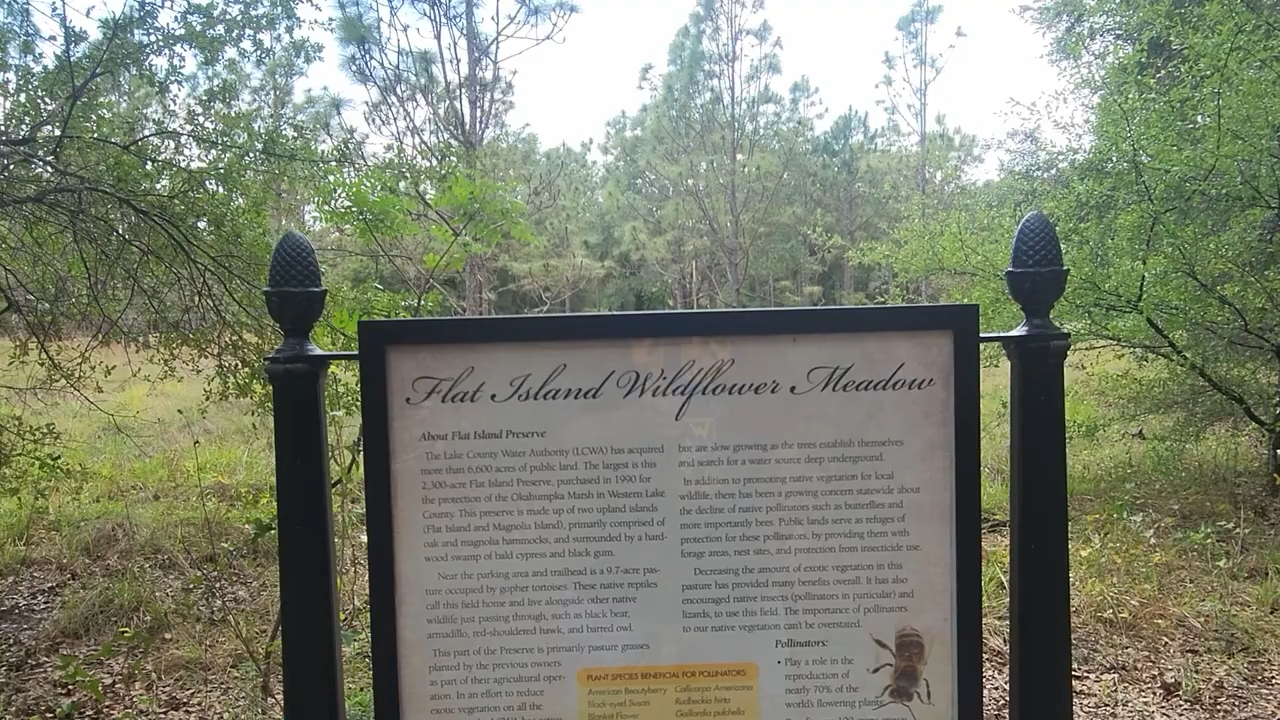 Flat Island Wildflower Meadow
About Flat Island Preserve
The Lake County Water Authority (LCWA) has acquired
more than 6,600 acres of public land. The largest is this
2,300-acre Flat Island Preserve, purchased in 1990 for
the protection of the Okahumpka Marsh in Western Lake
County. This preserve is made up of two upland islands
(Flat Island and Magnolia Island), primarily comprised of
oak and magnolia hammocks, and surrounded by a hard-
wood swamp of bald cypress and black gum.
Near the parking area and trailhead is a 9.7-acre pas-
ture occupied by gopher tortoises. These native reptiles
call this field home and live alongside other native
wildlife just passing through, such as black bear,
armadillo, red-shouldered hawk, and barred owl.
This part of the Preserve is primarily pasture grasses
planted by the previous owners
as part of their agricultural oper-
ation. In an effort to reduce
exotic vegetation on all the
but are slow growing as the trees establish themselves
and search for a water source deep underground.
In addition to promoting native vegetation for local
wildlife, there has been a growing concern statewide about
the decline of native pollinators such as butterflies and
more importantly bees. Public lands serve as refuges of
protection for these pollinators, by providing them with
forage areas, nest sites, and protection from insecticide use.
Decreasing the amount of exotic vegetation in this
pasture has provided many benefits overall. It has also
encouraged native insects (pollinators in particular) and
lizards, to use this field. The importance of pollinators
to our native vegetation can't be overstated.
PLANT SPECIES BENEFICIAL FOR POLLINATORS
American Beautyberry Callicarpa Americana
Black-eyed Susan Rudbeckia hirta
Blanket Flower Gaillardia pulchella
Pollinators:
• Play a role in the
reproduction of
nearly 70% of the
world's flowering plants